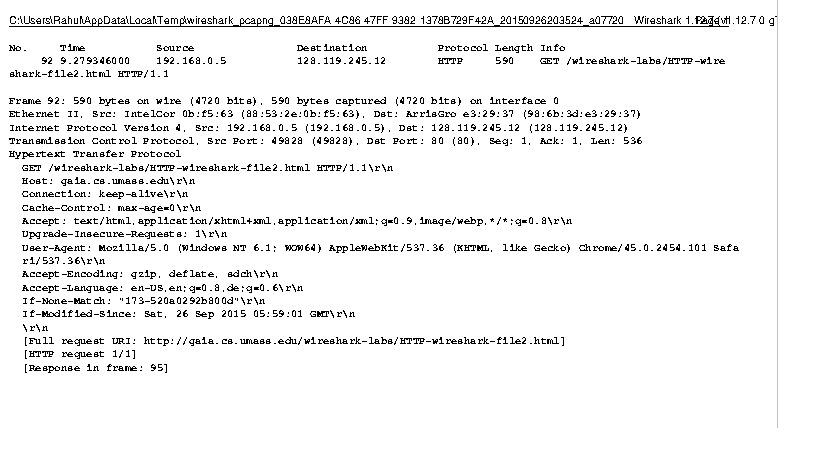 C:\Users\Rahul\AppData\Local\Temp\wireshark_pcapng_038E8AFA 4C86 47FF 9382 1378B729F42A_20150926203524_a07720 Wireshark
No. Time Source Destination Protocol Length Info
92 9.279346000 192.168.0.5 128.119.245.12 HTTP 590 GET /wireshark-labs/HTTP-wire
shark-file2.html HTTP/1.1
Frame 92: 590 bytes on wire (4720 bits), 590 bytes captured (4720 bits) on interface 0
Ethernet II, Src: IntelCor 0b:f5:63 (88:53:2e:0b:f5:63), Dst: ArrisGro e3:29:37 (98:6b:3d:e3:29:37)
Internet Protocol Version 4, Src: 192.168.0.5 (192.168.0.5), Dst: 128.119.245.12 (128.119.245.12)
Transmission Control Protocol, Src Port: 49828 (49828), Dst Port: 80 (80), Seq: 1, Ack: 1, Len: 536
Hypertext Transfer Protocol
GET /wireshark-labs/HTTP-wireshark-file2.html HTTP/1.1\r\n
Host: gaia.cs.umass.edu\r\n
Connection: keep-alive\r\n
Cache-Control: max-age=0\r\n
Accept: text/html,application/xhtml+xml,application/xml;q=0.9,image/webp,*/*;q=0.8\r\n
Upgrade-Insecure-Requests: 1\r\n
User-Agent: Mozilla/5.0 (Windows NT 6.1; WOW64) AppleWebKit/537.36 (KHTML, like Gecko) Chrome/45.0.2454.101 Safa
ri/537.36\r\n
Accept-Encoding: gzip, deflate, sdch\r\n
Accept-Language: en-US,en;q=0.8,de;q=0.6\r\n
If-None-Match: "173-520a0292b800d"\r\n
If-Modified-Since: Sat, 26 Sep 2015 05:59:01 GMT\r\n
\r\n
[Full request URI: http://gaia.cs.umass.edu/wireshark-labs/HTTP-wireshark-file2.html]
[HTTP request 1/1]
[Response in frame: 95]